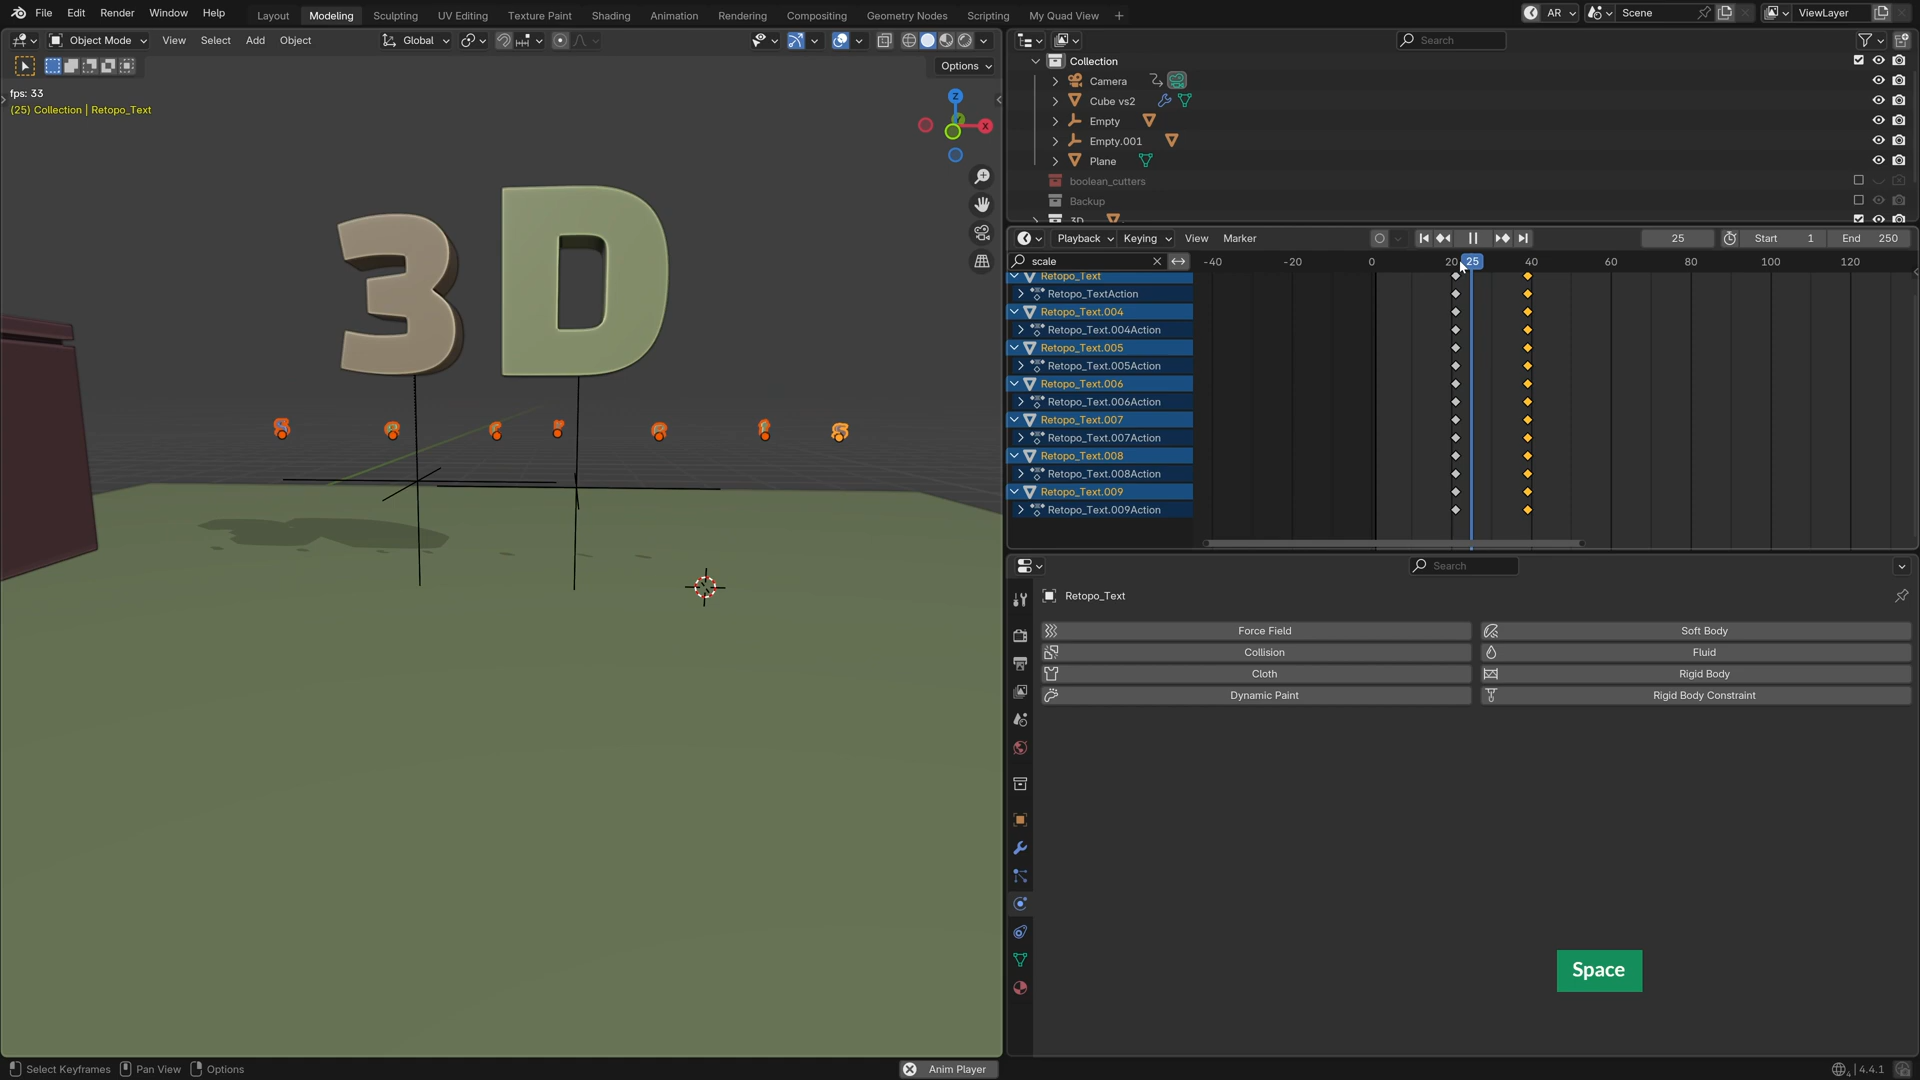 File Edit Render Window Help
Layout Modeling Sculpting UV Editing Texture Paint Shading Animation Rendering Compositing Geometry Nodes Scripting My Quad View +
AR Scene ViewLayer
Object Mode View Select Add Object Global
Options
fps: 33
(25) Collection | Retopo_Text
Z
X
3D
Search
Collection
Camera
Cube vs2
Empty
Empty.001
Plane
boolean_cutters
Backup
3D
Playback Keying View Marker 25 Start 1 End 250
scale -40 -20 0 20 25 40 60 80 100 120
Retopo_Text
Retopo_TextAction
Retopo_Text.004
Retopo_Text.004Action
Retopo_Text.005
Retopo_Text.005Action
Retopo_Text.006
Retopo_Text.006Action
Retopo_Text.007
Retopo_Text.007Action
Retopo_Text.008
Retopo_Text.008Action
Retopo_Text.009
Retopo_Text.009Action
Search
Retopo_Text
Force Field Soft Body
Collision Fluid
Cloth Rigid Body
Dynamic Paint Rigid Body Constraint
Space
Select Keyframes Pan View Options Anim Player 4.4.1